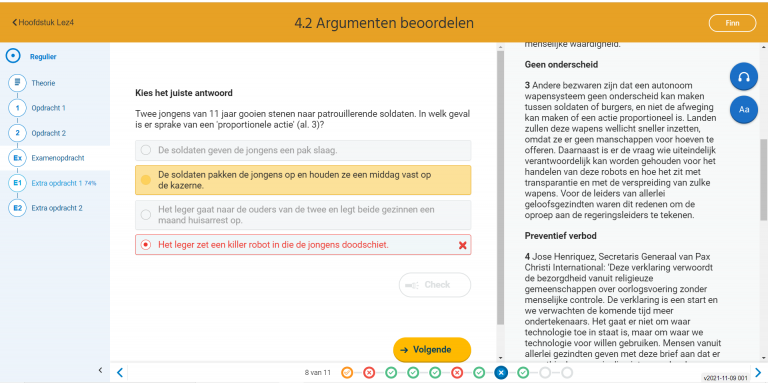 Hoofdstuk Lez4
4.2 Argumenten beoordelen
Finn
Regulier
Theorie
1 Opdracht 1
2 Opdracht 2
Ex Examenopdracht
E1 Extra opdracht 1 74%
E2 Extra opdracht 2
Kies het juiste antwoord
Twee jongens van 11 jaar gooien stenen naar patrouillerende soldaten. In welk geval
is er sprake van een 'proportionele actie' (al. 3)?
De soldaten geven de jongens een pak slaag.
De soldaten pakken de jongens op en houden ze een middag vast op
de kazerne.
Het leger gaat naar de ouders van de twee en legt beide gezinnen een
maand huisarrest op.
Het leger zet een killer robot in die de jongens doodschiet.
Check
Volgende
8 van 11
menselijke waardigheid.
Geen onderscheid
3 Andere bezwaren zijn dat een autonoom
wapensysteem geen onderscheid kan maken
tussen soldaten of burgers, en niet de afweging
kan maken of een actie proportioneel is. Landen
zullen deze wapens wellicht sneller inzetten,
omdat ze er geen manschappen voor hoeven te
offeren. Daarnaast is er de vraag wie uiteindelijk
verantwoordelijk kan worden gehouden voor het
handelen van deze robots en hoe het zit met
transparantie en met de verspreiding van zulke
wapens. Voor de leiders van allerlei
geloofsgezindten waren dit redenen om de
oproep aan de regeringsleiders te tekenen.
Preventief verbod
4 Jose Henriquez, Secretaris Generaal van Pax
Christi International: 'Deze verklaring verwoordt
de bezorgdheid vanuit religieuze
gemeenschappen over oorlogsvoering zonder
menselijke controle. De verklaring is een start en
we verwachten de komende tijd meer
ondertekenaars. Het gaat er niet om waar
technologie toe in staat is, maar om waar we
technologie voor willen gebruiken. Mensen vanuit
allerlei gezindten geven met deze brief aan dat er
Aa
v2021-11-09 001